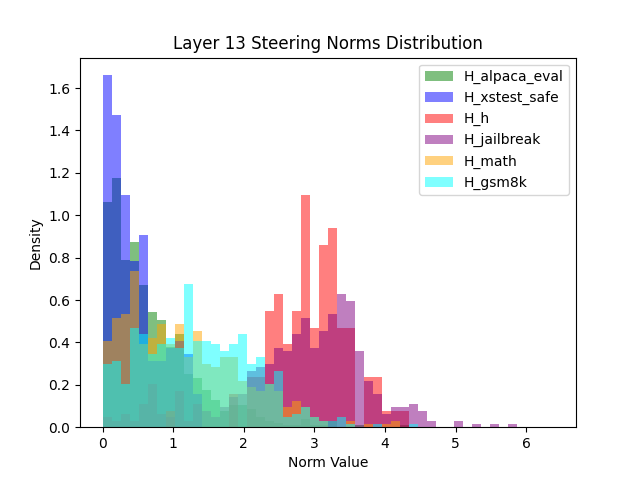 Layer 13 Steering Norms Distribution
H_alpaca_eval
H_xstest_safe
H_h
H_jailbreak
H_math
H_gsm8k
Density
1.6
1.4
1.2
1.0
0.8
0.6
0.4
0.2
0.0
0 1 2 3 4 5 6
Norm Value